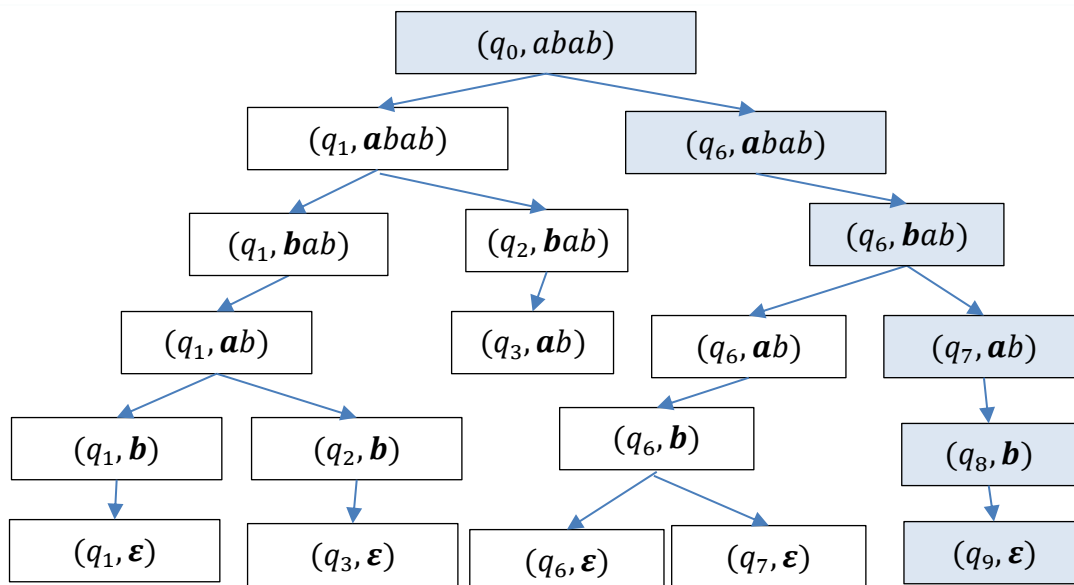 (q₀, abab)
(q₁, abab) (q₆, abab)
(q₁, bab) (q₂, bab) (q₆, bab)
(q₁, ab) (q₃, ab) (q₆, ab) (q₇, ab)
(q₁, b) (q₂, b) (q₆, b) (q₈, b)
(q₁, ε) (q₃, ε) (q₆, ε) (q₇, ε) (q₉, ε)